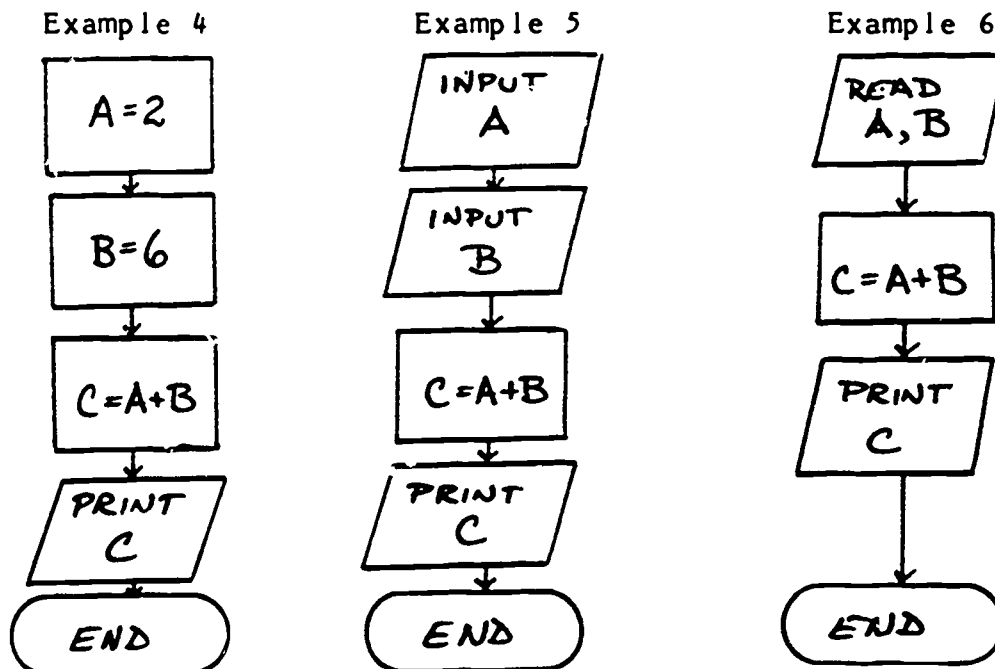 Example 4
A=2
B=6
C=A+B
PRINT
C
END
Example 5
INPUT
A
INPUT
B
C=A+B
PRINT
C
END
Example 6
READ
A, B
C=A+B
PRINT
C
END